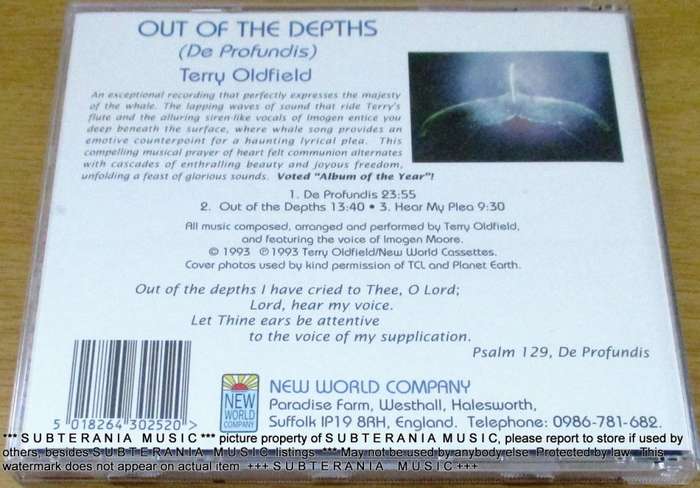 OUT OF THE DEPTHS
(De Profundis)
Terry Oldfield
An exceptional recording that perfectly expresses the majesty
of the whale. The lapping waves of sound that ride Terry's
flute and the alluring siren-like vocals of Imogen entice you
deep beneath the surface, where whale song provides an
emotive counterpoint for a haunting lyrical plea. This
compelling musical prayer of heart felt communion alternates
with cascades of enthralling beauty and joyous freedom,
unfolding a feast of glorious sounds. Voted "Album of the Year"!
1. De Profundis 23:55
2. Out of the Depths 13:40 • 3. Hear My Plea 9:30
All music composed, arranged and performed by Terry Oldfield,
and featuring the voice of Imogen Moore.
© 1993 ℗ 1993 Terry Oldfield/New World Cassettes.
Cover photos used by kind permission of TCL and Planet Earth.
Out of the depths I have cried to Thee, O Lord;
Lord, hear my voice.
Let Thine ears be attentive
to the voice of my supplication.
Psalm 129, De Profundis
5 018264 302520 >
NEW
WORLD
COMPANY
NEW WORLD COMPANY
Paradise Farm, Westhall, Halesworth,
Suffolk IP19 8RH, England. Telephone: 0986-781-682.
*** S U B T E R A N I A   M U S I C *** picture property of S U B T E R A N I A  M U S I C, please report to store if used by
others, besides S U B T E R A N I A   M U S I C  listings  *** May not be used by anybody else  Protected by law   This
watermark does not appear on actual item  +++ S U B T E R A N I A   M U S I C +++